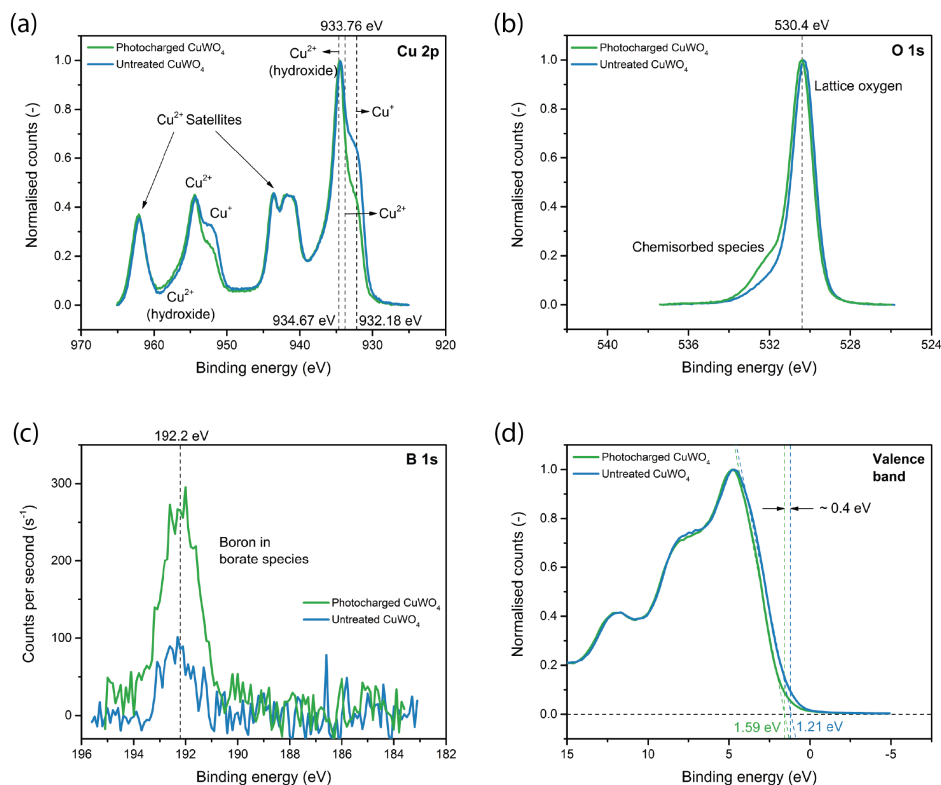 (a)
933.76 eV
Photocharged CuWO₄
Untreated CuWO₄
Cu 2p
Cu²⁺
(hydroxide)
Cu⁺
Cu²⁺ Satellites
Cu²⁺
Cu⁺
Cu²⁺
Cu²⁺
(hydroxide)
934.67 eV
932.18 eV
1.0
0.8
0.6
0.4
0.2
0.0
Normalised counts (-)
970 960 950 940 930 920
Binding energy (eV)
(b)
530.4 eV
Photocharged CuWO₄
Untreated CuWO₄
O 1s
Lattice oxygen
Chemisorbed species
1.0
0.8
0.6
0.4
0.2
0.0
Normalised counts (-)
540 536 532 528 524
Binding energy (eV)
(c)
192.2 eV
B 1s
Boron in
borate species
Photocharged CuWO₄
Untreated CuWO₄
300
200
100
0
Counts per second (s⁻¹)
196 194 192 190 188 186 184 182
Binding energy (eV)
(d)
Photocharged CuWO₄
Untreated CuWO₄
Valence
band
~ 0.4 eV
1.59 eV
1.21 eV
1.0
0.8
0.6
0.4
0.2
0.0
Normalised counts (-)
15 10 5 0 -5
Binding energy (eV)